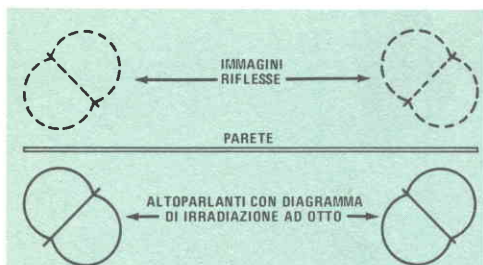 IMMAGINI
RIFLESSE
PARETE
ALTOPARLANTI CON DIAGRAMMA
DI IRRADIAZIONE AD OTTO